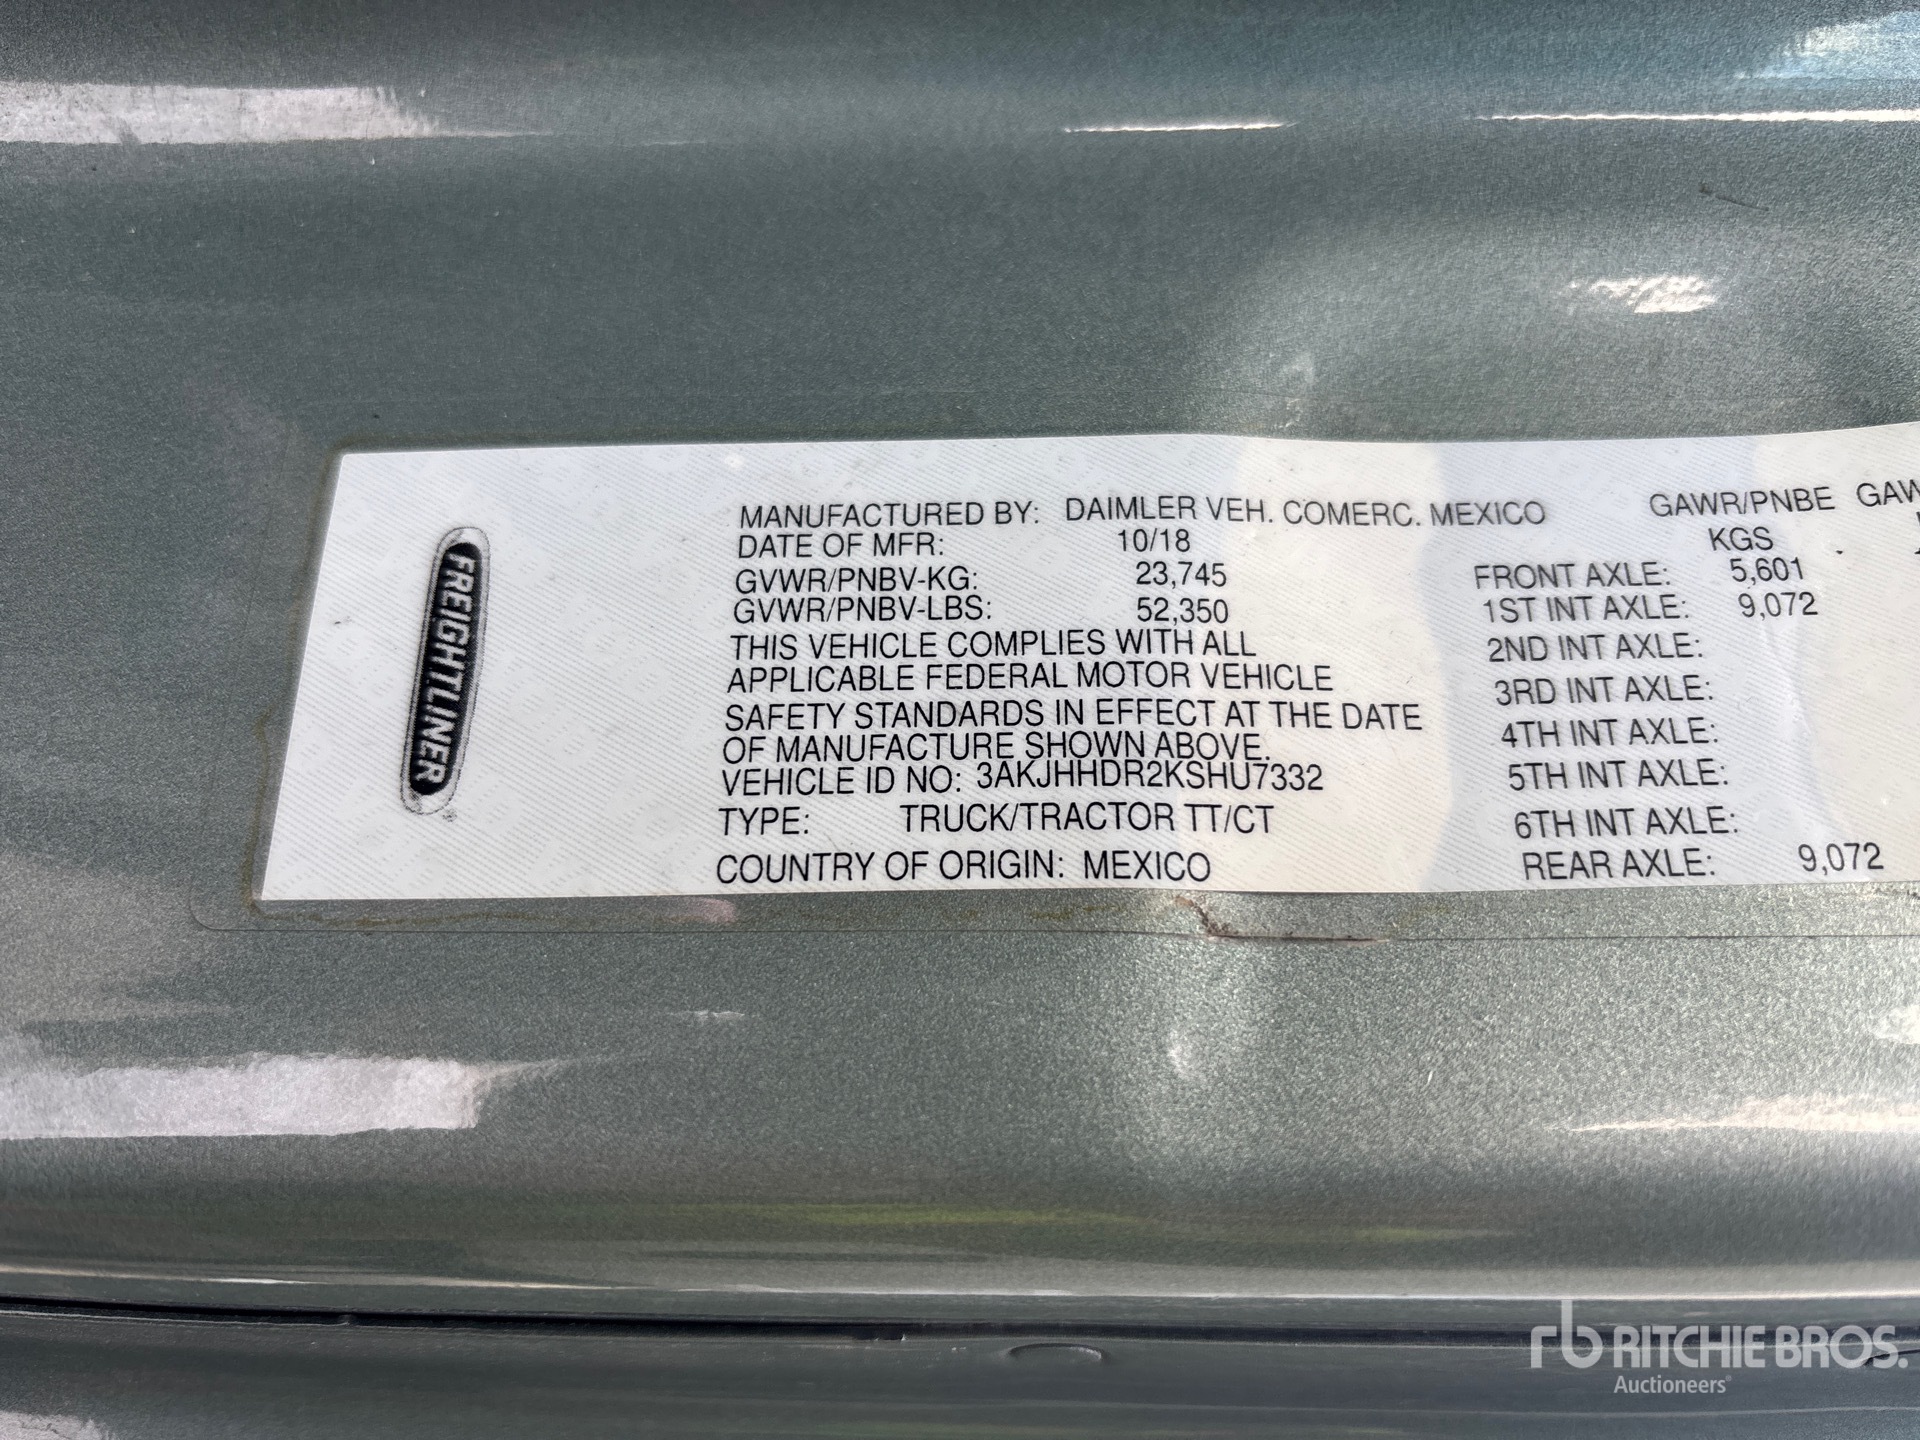 FREIGHTLINER
MANUFACTURED BY: DAIMLER VEH. COMERC. MEXICO
DATE OF MFR: 10/18
GVWR/PNBV-KG: 23,745
GVWR/PNBV-LBS: 52,350
THIS VEHICLE COMPLIES WITH ALL
APPLICABLE FEDERAL MOTOR VEHICLE
SAFETY STANDARDS IN EFFECT AT THE DATE
OF MANUFACTURE SHOWN ABOVE.
VEHICLE ID NO: 3AKJHHDR2KSHU7332
TYPE: TRUCK/TRACTOR TT/CT
COUNTRY OF ORIGIN: MEXICO
GAWR/PNBE GAW
KGS
FRONT AXLE: 5,601
1ST INT AXLE: 9,072
2ND INT AXLE:
3RD INT AXLE:
4TH INT AXLE:
5TH INT AXLE:
6TH INT AXLE:
REAR AXLE: 9,072
rb RITCHIE BROS.
Auctioneers